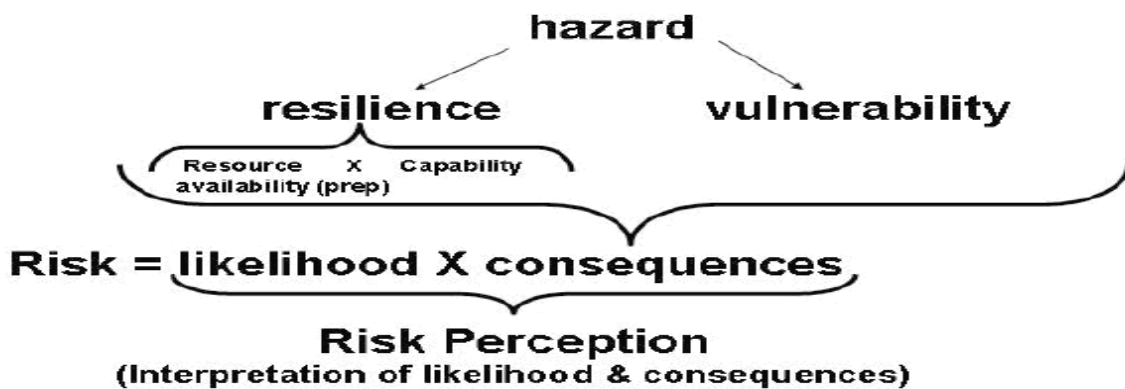 hazard
resilience vulnerability
Resource X Capability
availability (prep)
Risk = likelihood X consequences
Risk Perception
(Interpretation of likelihood & consequences)